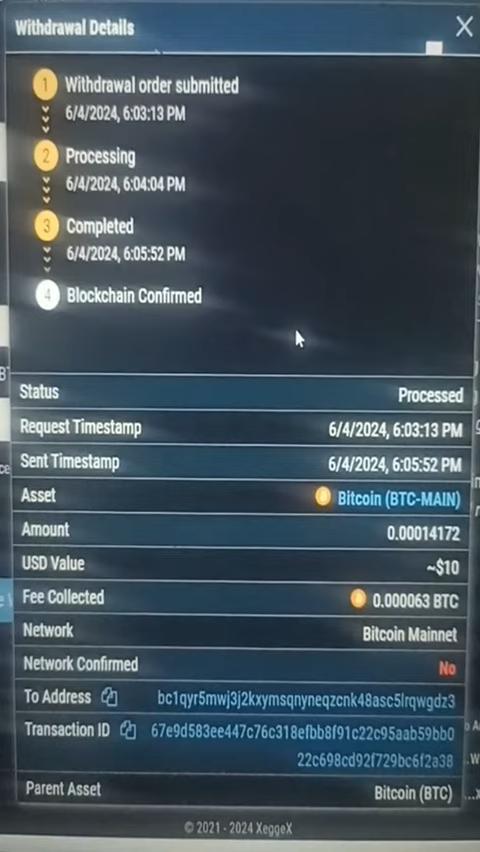 Withdrawal Details
1 Withdrawal order submitted
6/4/2024, 6:03:13 PM
2 Processing
6/4/2024, 6:04:04 PM
3 Completed
6/4/2024, 6:05:52 PM
4 Blockchain Confirmed
Status Processed
Request Timestamp 6/4/2024, 6:03:13 PM
Sent Timestamp 6/4/2024, 6:05:52 PM
Asset Bitcoin (BTC-MAIN)
Amount 0.00014172
USD Value ~$10
Fee Collected 0.000063 BTC
Network Bitcoin Mainnet
Network Confirmed No
To Address bc1qyr5mwj3j2kxymsqnyneqzcnk48asc5lrqwgdz3
Transaction ID 67e9d583ee447c76c318efbb8f91c22c95aab59bb0
22c698cd92f729bc6f2a38
Parent Asset Bitcoin (BTC)
© 2021 - 2024 XeggeX